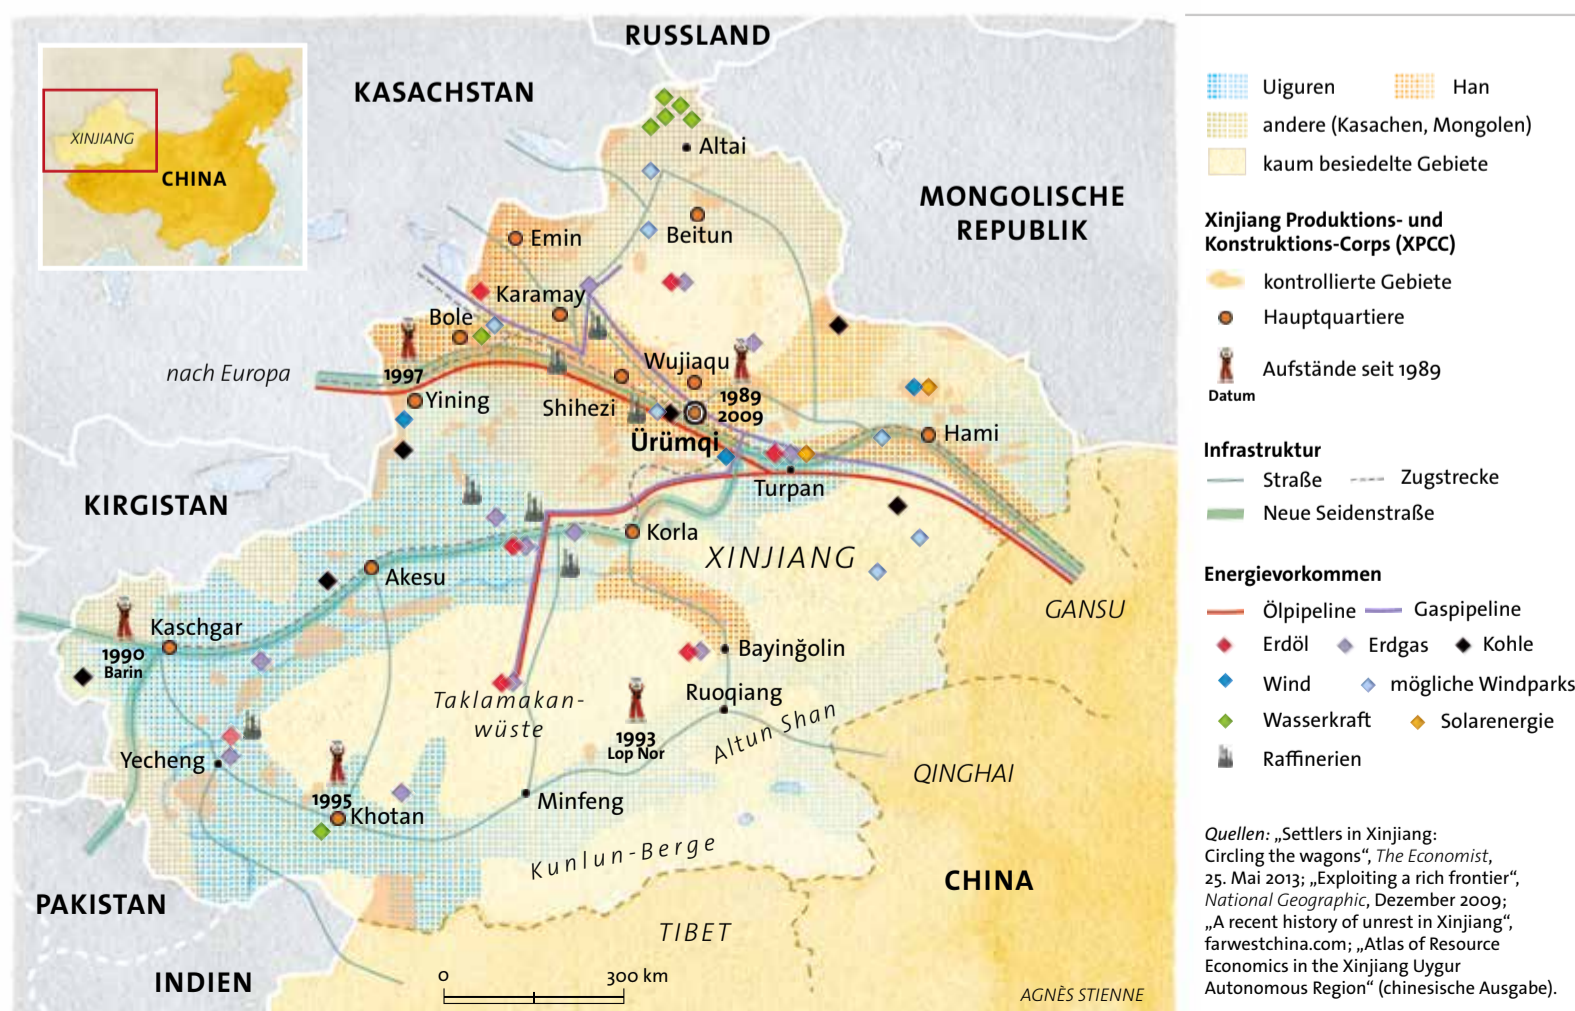 RUSSLAND
KASACHSTAN
XINJIANG
CHINA
MONGOLISCHE
REPUBLIK
Altai
Beitun
Emin
Karamay
Bole
nach Europa
1997
Yining
Wujiaqu
Shihezi
1989
2009
Ürümqi
Hami
Turpan
KIRGISTAN
Korla
XINJIANG
Akesu
GANSU
Kaschgar
1990
Barin
Bayinğolin
Ruoqiang
Taklamakan-
wüste
1993
Lop Nor
Altun Shan
Yecheng
QINGHAI
1995
Khotan
Minfeng
Kunlun-Berge
CHINA
PAKISTAN
TIBET
INDIEN
0 300 km
AGNÈS STIENNE
Uiguren Han
andere (Kasachen, Mongolen)
kaum besiedelte Gebiete
Xinjiang Produktions- und
Konstruktions-Corps (XPCC)
kontrollierte Gebiete
Hauptquartiere
Aufstände seit 1989
Datum
Infrastruktur
Straße Zugstrecke
Neue Seidenstraße
Energievorkommen
Ölpipeline Gaspipeline
Erdöl Erdgas Kohle
Wind mögliche Windparks
Wasserkraft Solarenergie
Raffinerien
Quellen: „Settlers in Xinjiang:
Circling the wagons“, The Economist,
25. Mai 2013; „Exploiting a rich frontier“,
National Geographic, Dezember 2009;
„A recent history of unrest in Xinjiang“,
farwestchina.com; „Atlas of Resource
Economics in the Xinjiang Uygur
Autonomous Region“ (chinesische Ausgabe).